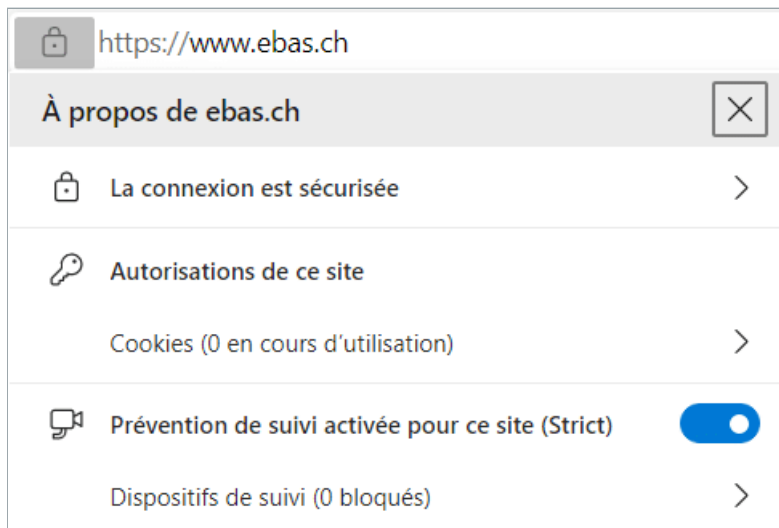 https://www.ebas.ch
À propos de ebas.ch
La connexion est sécurisée
Autorisations de ce site
Cookies (0 en cours d’utilisation)
Prévention de suivi activée pour ce site (Strict)
Dispositifs de suivi (0 bloqués)